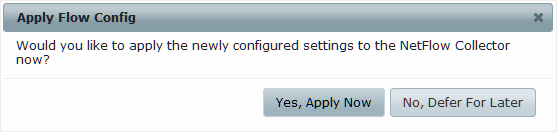 Apply Flow Config
Would you like to apply the newly configured settings to the NetFlow Collector
now?
Yes, Apply Now
No, Defer For Later